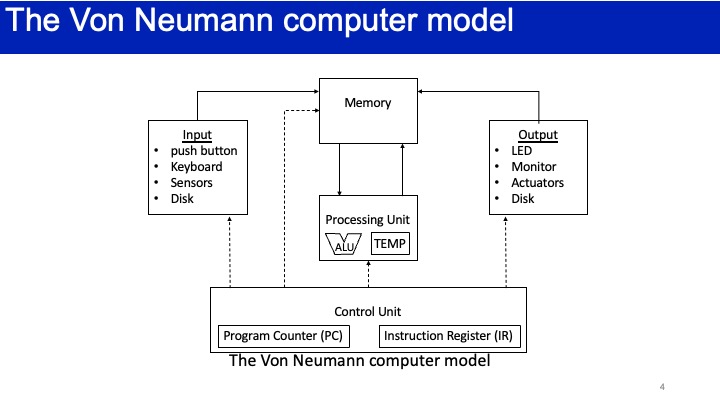 The Von Neumann computer model
Memory
Input
• push button
• Keyboard
• Sensors
• Disk
Output
• LED
• Monitor
• Actuators
• Disk
Processing Unit
ALU
TEMP
Control Unit
Program Counter (PC)
Instruction Register (IR)
The Von Neumann computer model
4